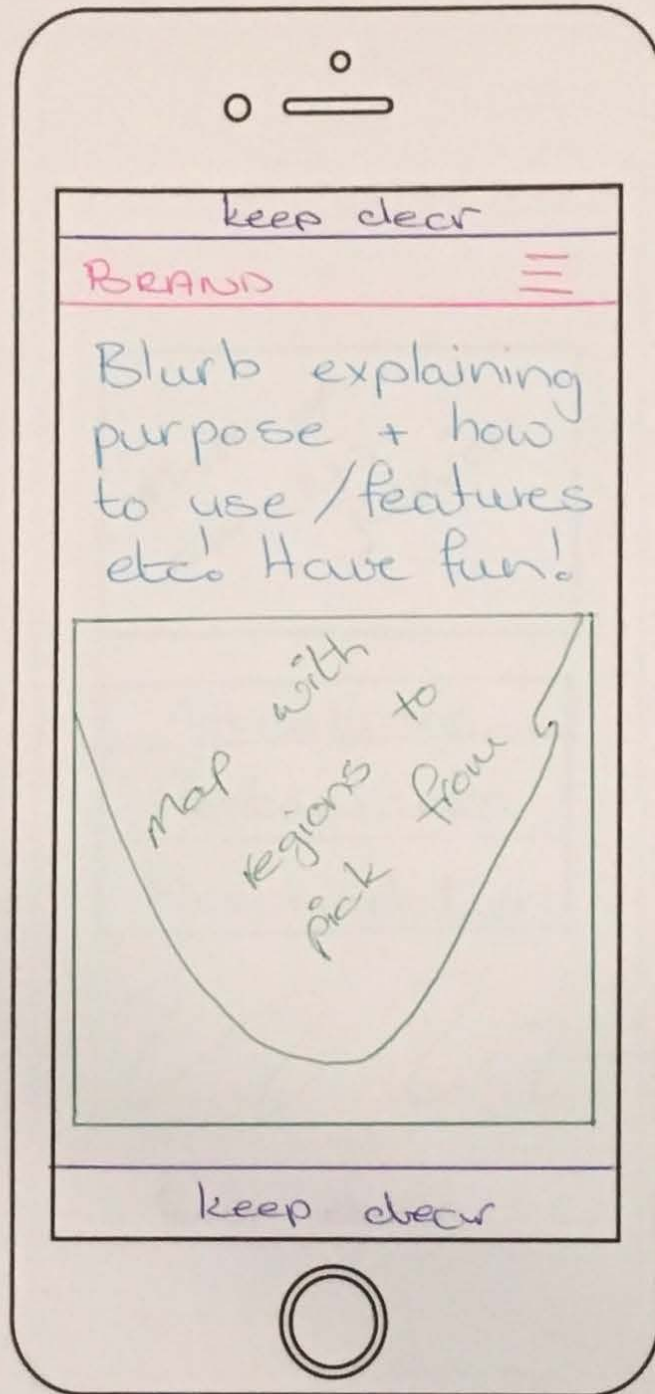 keep clear
BRAND
Blurb explaining
purpose + how
to use / features
etc! Have fun!
Map with
regions to
pick from
keep clear